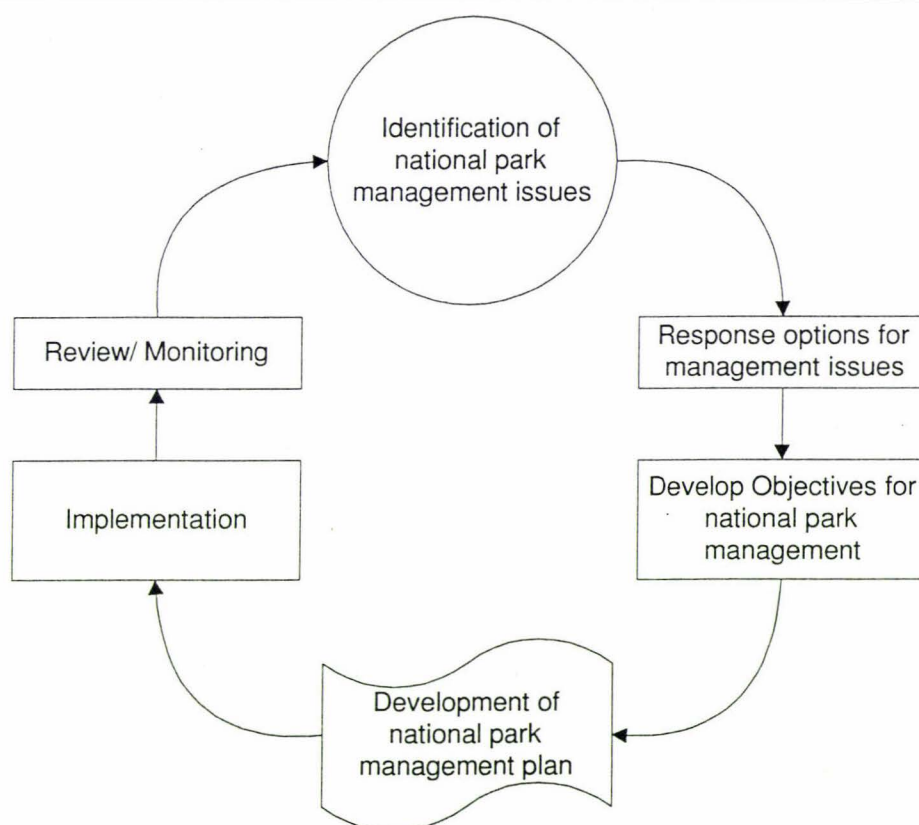 Identification of
national park
management issues
Response options for
management issues
Develop Objectives for
national park
management
Development of
national park
management plan
Implementation
Review/ Monitoring